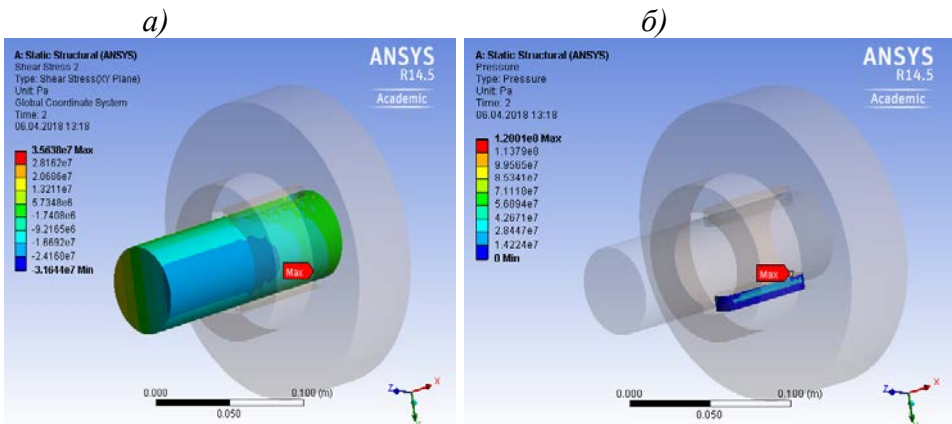 а)
б)
A: Static Structural (ANSYS)
Shear Stress 2
Type: Shear Stress(XY Plane)
Unit: Pa
Global Coordinate System
Time: 2
06.04.2018 13:18
3.5638e7 Max
2.8162e7
2.0686e7
1.3211e7
5.7348e6
-1.7408e6
-9.2165e6
-1.6692e7
-2.4168e7
-3.1644e7 Min
ANSYS
R14.5
Academic
Max
0.000
0.100 (m)
0.050
Z
X
Y
A: Static Structural (ANSYS)
Pressure
Type: Pressure
Unit: Pa
Time: 2
06.04.2018 13:18
1.2801e8 Max
1.1379e8
9.9565e7
8.5341e7
7.1118e7
5.6894e7
4.2671e7
2.8447e7
1.4224e7
0 Min
ANSYS
R14.5
Academic
Max
0.000
0.100 (m)
0.050
Z
X